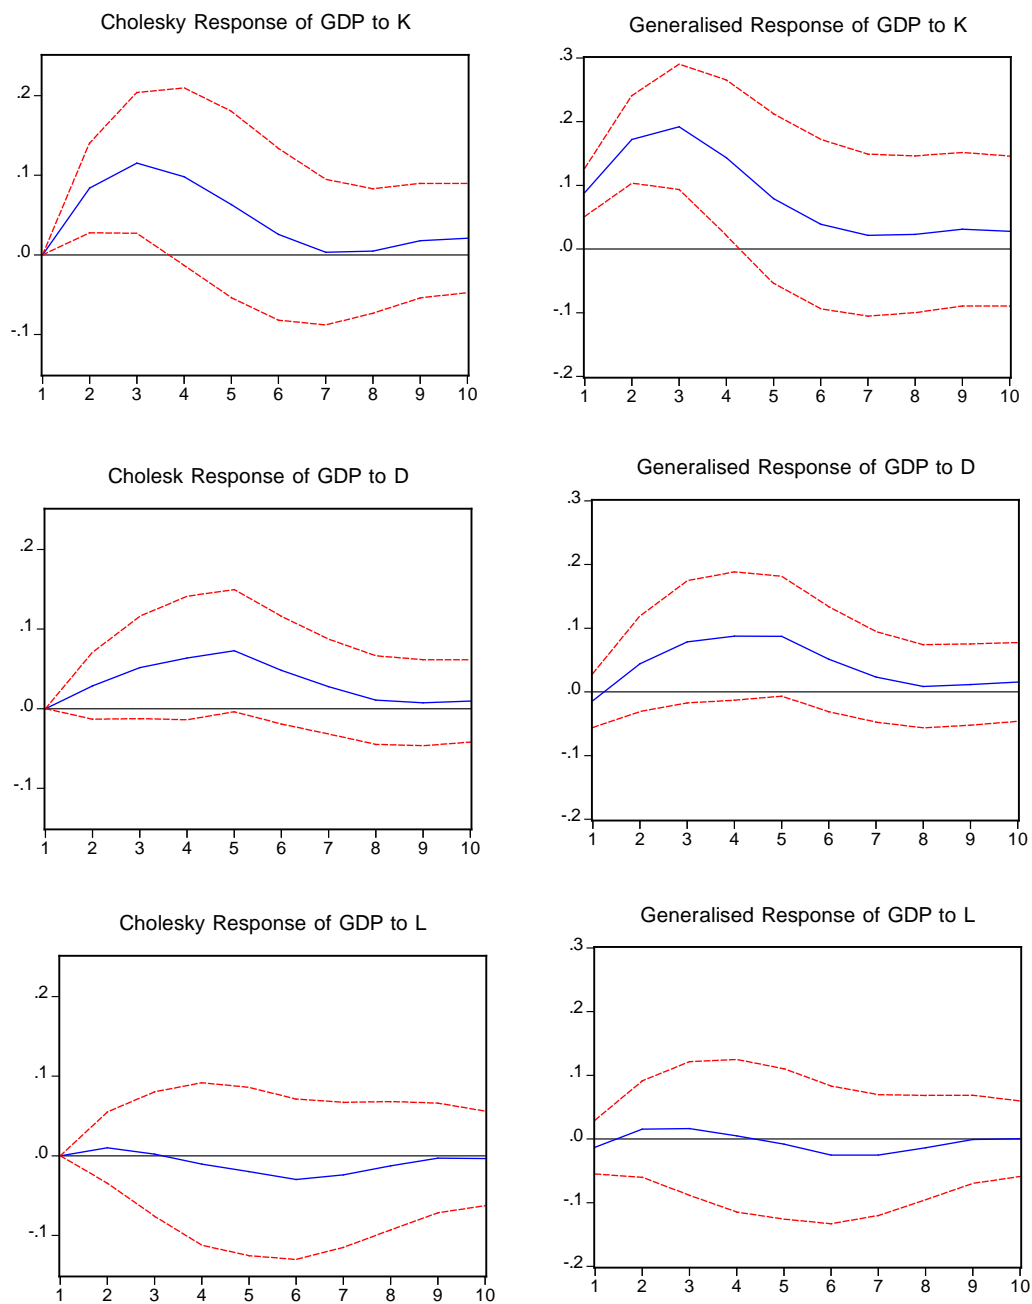 Cholesky Response of GDP to K
.2
.1
.0
-.1
1 2 3 4 5 6 7 8 9 10
Generalised Response of GDP to K
.3
.2
.1
.0
-.1
-.2
1 2 3 4 5 6 7 8 9 10
Cholesk Response of GDP to D
.2
.1
.0
-.1
1 2 3 4 5 6 7 8 9 10
Generalised Response of GDP to D
.3
.2
.1
.0
-.1
-.2
1 2 3 4 5 6 7 8 9 10
Cholesky Response of GDP to L
.2
.1
.0
-.1
1 2 3 4 5 6 7 8 9 10
Generalised Response of GDP to L
.3
.2
.1
.0
-.1
-.2
1 2 3 4 5 6 7 8 9 10